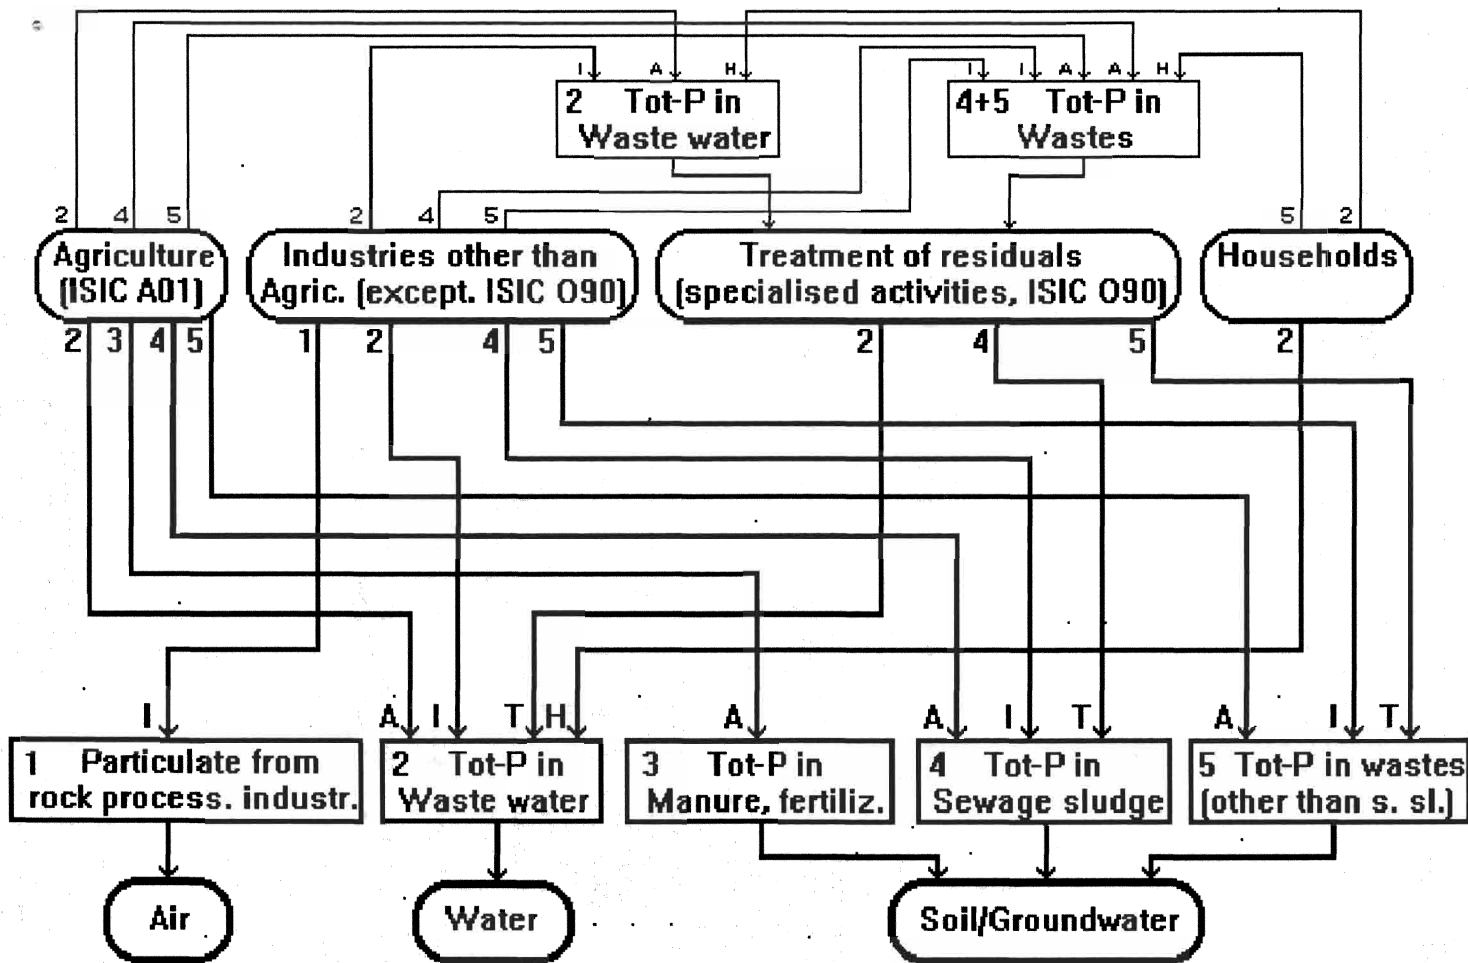 I A H I I A A H
2 Tot-P in
Waste water
4+5 Tot-P in
Wastes
2 4 5 2 4 5 5 2
Agriculture
(ISIC A01)
Industries other than
Agric. (except. ISIC O90)
Treatment of residuals
(specialised activities, ISIC O90)
Households
2 3 4 5 1 2 4 5 2 4 5 2
I A I T H A A I T A I T
1 Particulate from
rock process. industr.
2 Tot-P in
Waste water
3 Tot-P in
Manure, fertiliz.
4 Tot-P in
Sewage sludge
5 Tot-P in wastes
(other than s. sl.)
Air
Water
Soil/Groundwater